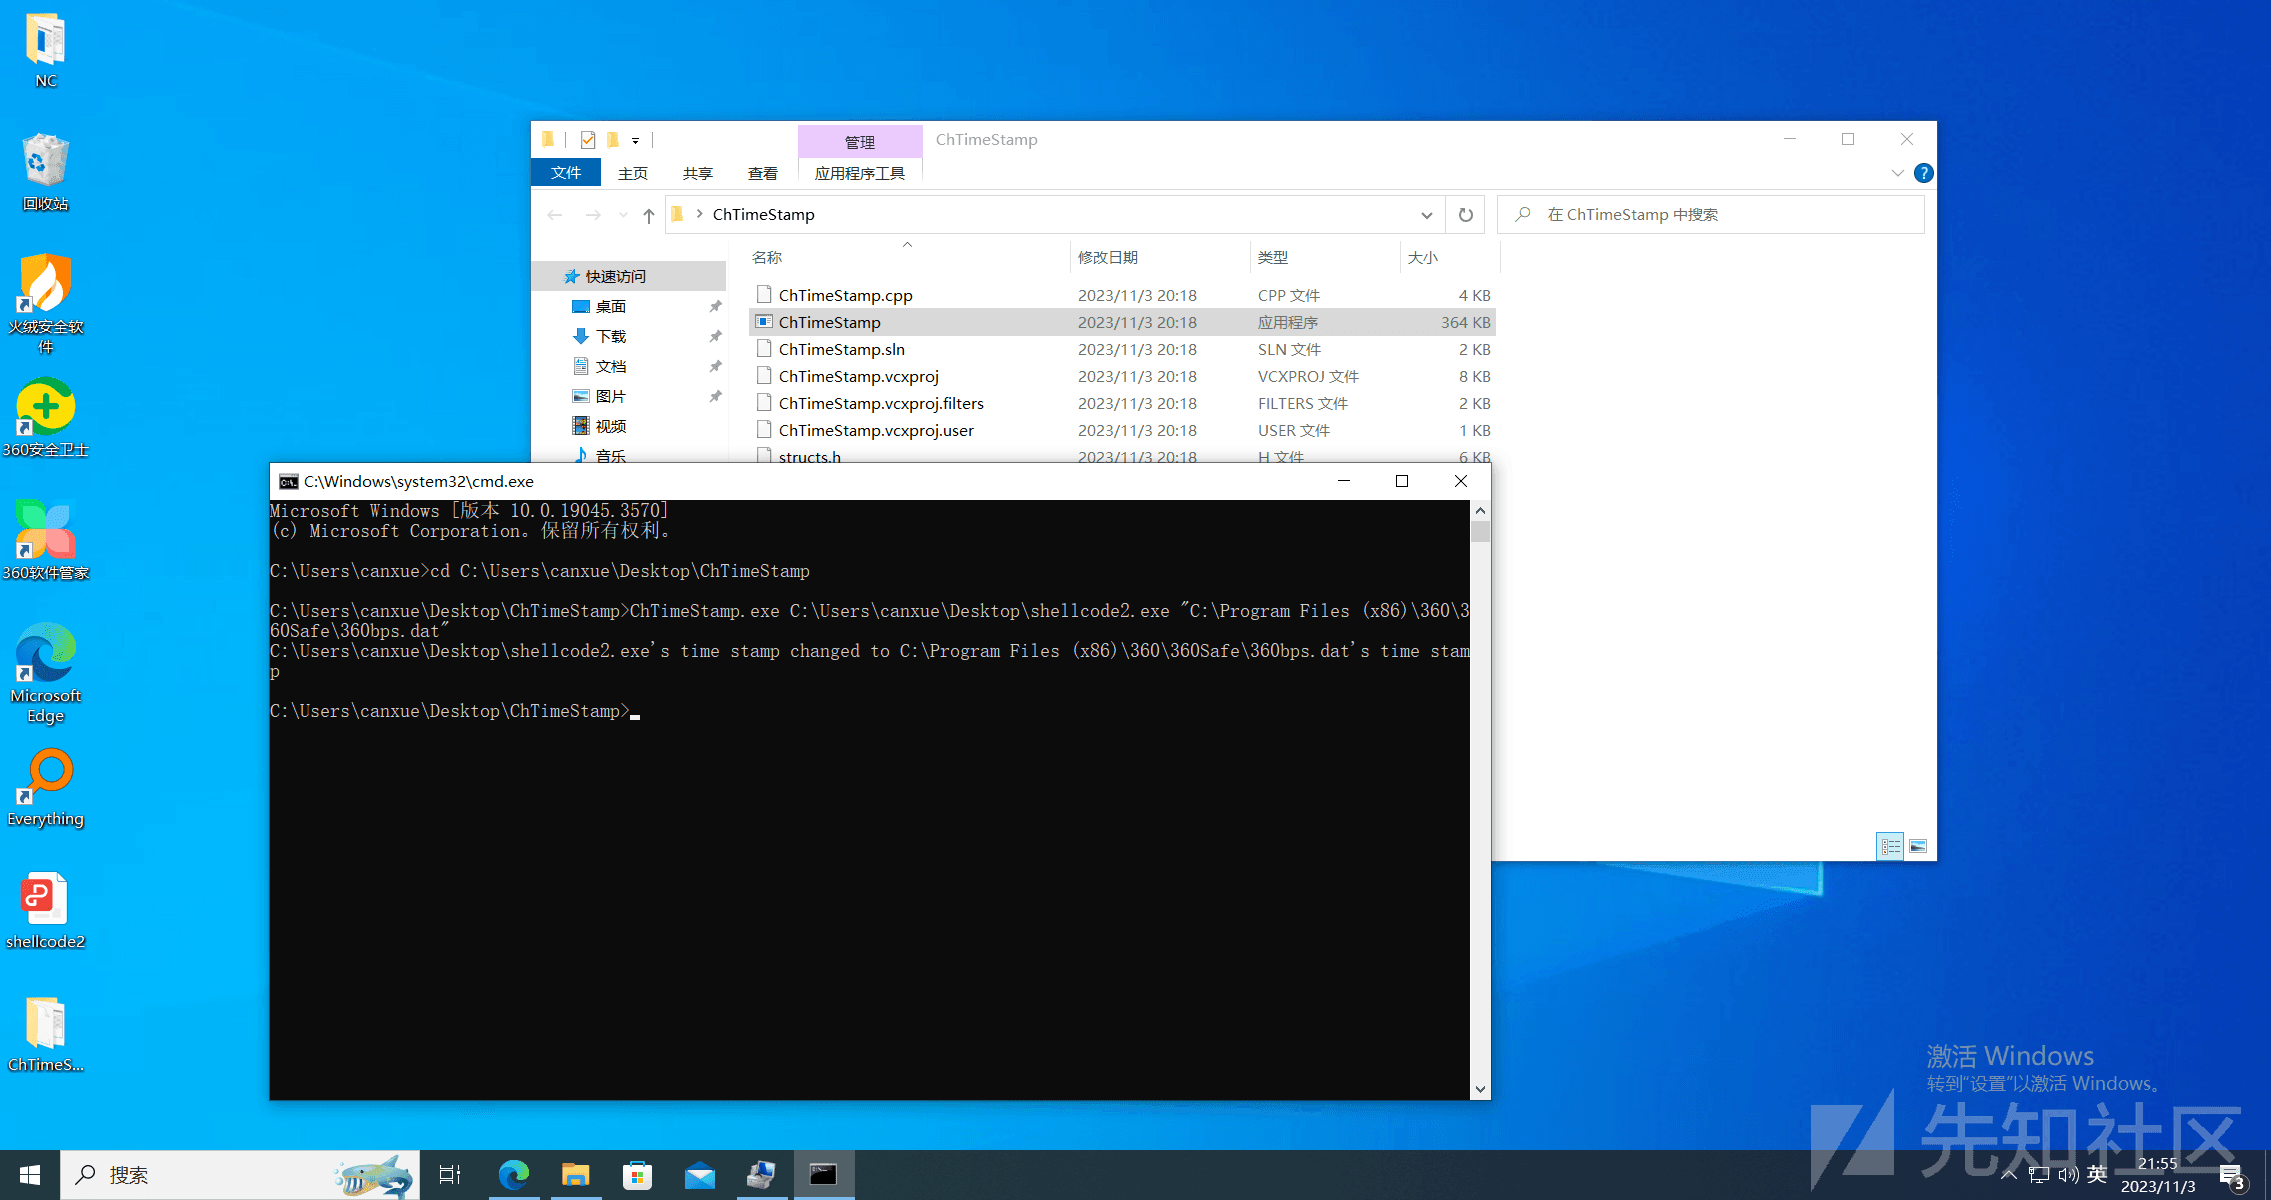 NC
回收站
火绒安全软
件
360安全卫士
360软件管家
Microsoft
Edge
Everything
shellcode2
ChTimeS...
管理
ChTimeStamp
文件
主页
共享
查看
应用程序工具
ChTimeStamp
在 ChTimeStamp 中搜索
快速访问
桌面
下载
文档
图片
视频
音乐
名称 修改日期 类型 大小
ChTimeStamp.cpp 2023/11/3 20:18 CPP 文件 4 KB
ChTimeStamp 2023/11/3 20:18 应用程序 364 KB
ChTimeStamp.sln 2023/11/3 20:18 SLN 文件 2 KB
ChTimeStamp.vcxproj 2023/11/3 20:18 VCXPROJ 文件 8 KB
ChTimeStamp.vcxproj.filters 2023/11/3 20:18 FILTERS 文件 2 KB
ChTimeStamp.vcxproj.user 2023/11/3 20:18 USER 文件 1 KB
structs.h 2023/11/3 20:18 H 文件 6 KB
C:\Windows\system32\cmd.exe
Microsoft Windows [版本 10.0.19045.3570]
(c) Microsoft Corporation。保留所有权利。
C:\Users\canxue>cd C:\Users\canxue\Desktop\ChTimeStamp
C:\Users\canxue\Desktop\ChTimeStamp>ChTimeStamp.exe C:\Users\canxue\Desktop\shellcode2.exe "C:\Program Files (x86)\360\3
60Safe\360bps.dat"
C:\Users\canxue\Desktop\shellcode2.exe's time stamp changed to C:\Program Files (x86)\360\360Safe\360bps.dat's time stam
p
C:\Users\canxue\Desktop\ChTimeStamp>
激活 Windows
转到"设置"以激活 Windows。
先知社区
搜索
英
21:55
2023/11/3
3